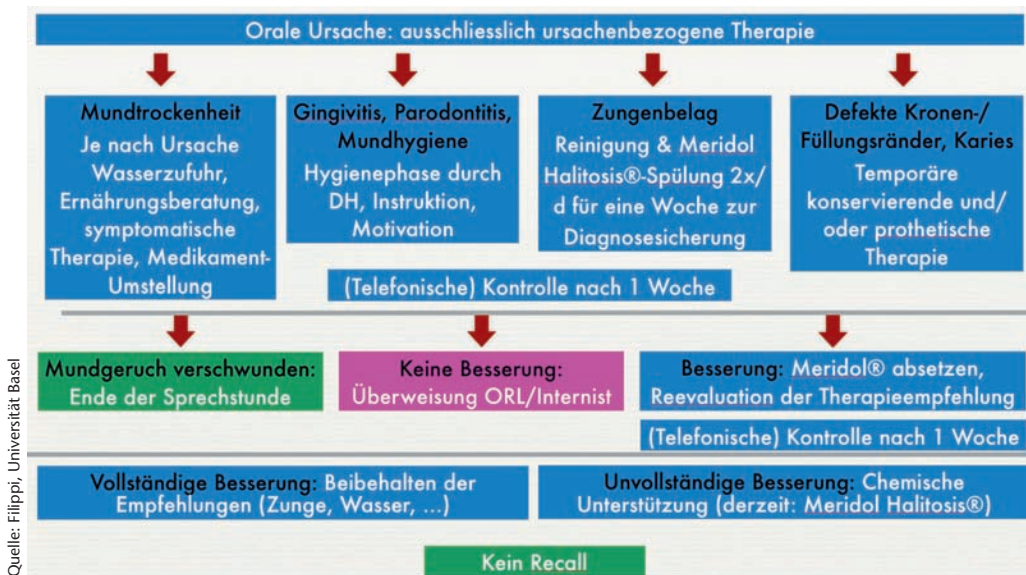 Orale Ursache: ausschliesslich ursachenbezogene Therapie
Mundtrockenheit
Je nach Ursache
Wasserzufuhr,
Ernährungsberatung,
symptomatische
Therapie, Medikament-
Umstellung
Gingivitis, Parodontitis,
Mundhygiene
Hygienephase durch
DH, Instruktion,
Motivation
Zungenbelag
Reinigung & Meridol
Halitosis®-Spülung 2x/
d für eine Woche zur
Diagnosesicherung
Defekte Kronen-/
Füllungsränder, Karies
Temporäre
konservierende und/
oder prothetische
Therapie
(Telefonische) Kontrolle nach 1 Woche
Mundgeruch verschwunden:
Ende der Sprechstunde
Keine Besserung:
Überweisung ORL/Internist
Besserung: Meridol® absetzen,
Reevaluation der Therapieempfehlung
(Telefonische) Kontrolle nach 1 Woche
Vollständige Besserung: Beibehalten der
Empfehlungen (Zunge, Wasser, ...)
Unvollständige Besserung: Chemische
Unterstützung (derzeit: Meridol Halitosis®)
Kein Recall
Quelle: Filippi, Universität Basel